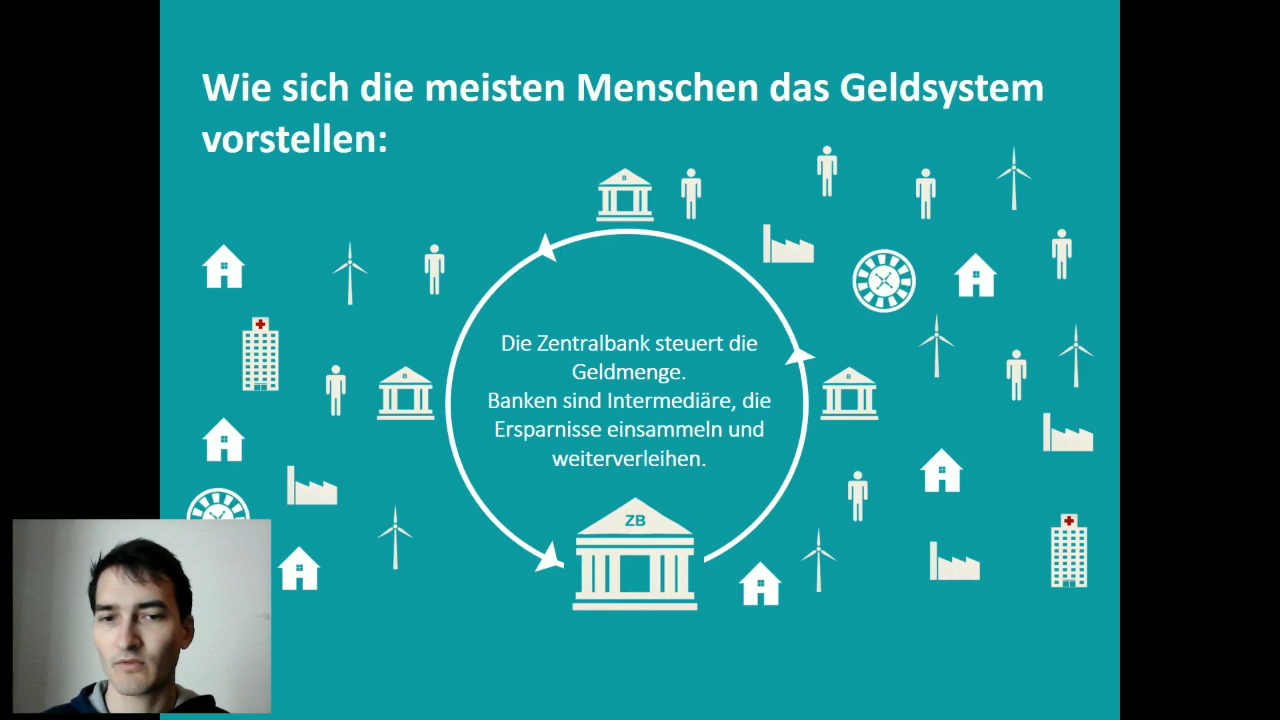 Wie sich die meisten Menschen das Geldsystem
vorstellen:
B
Die Zentralbank steuert die
Geldmenge.
Banken sind Intermediäre, die
Ersparnisse einsammeln und
weiterverleihen.
B
B
ZB